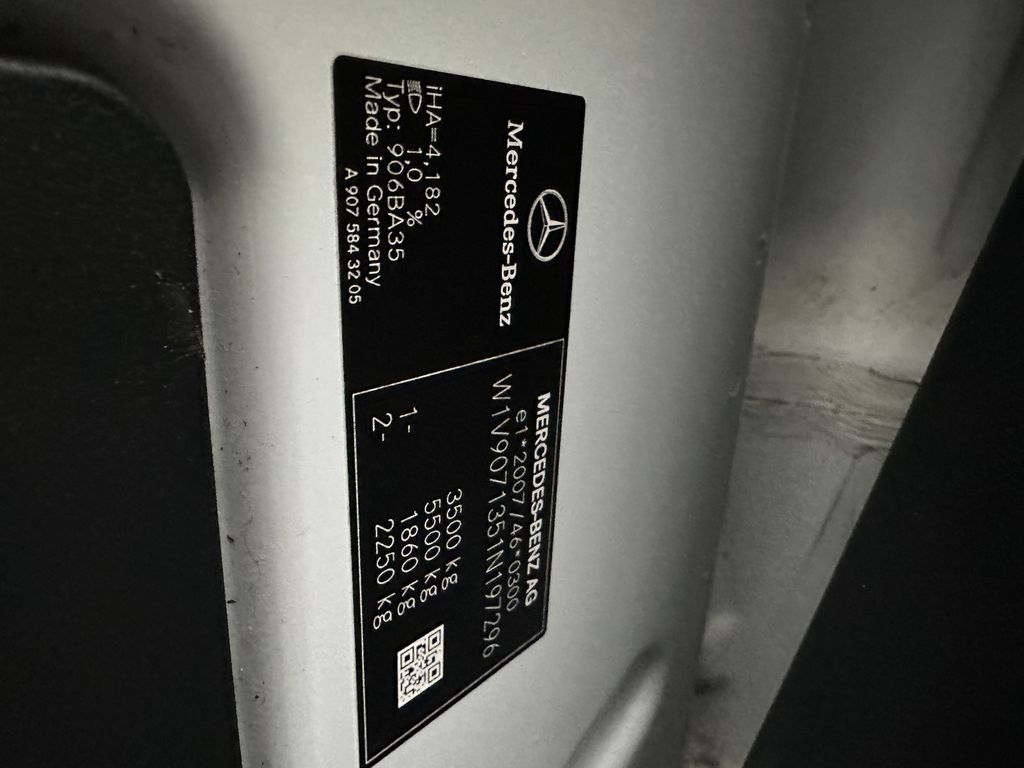 Mercedes-Benz
iHA=4,182
1,0 %
Typ: 906BA35
Made in Germany
A 907 584 32 05
MERCEDES-BENZ AG
e1*2007/46*0300
W1V9071351N197296
3500 kg
5500 kg
1- 1860 kg
2- 2250 kg